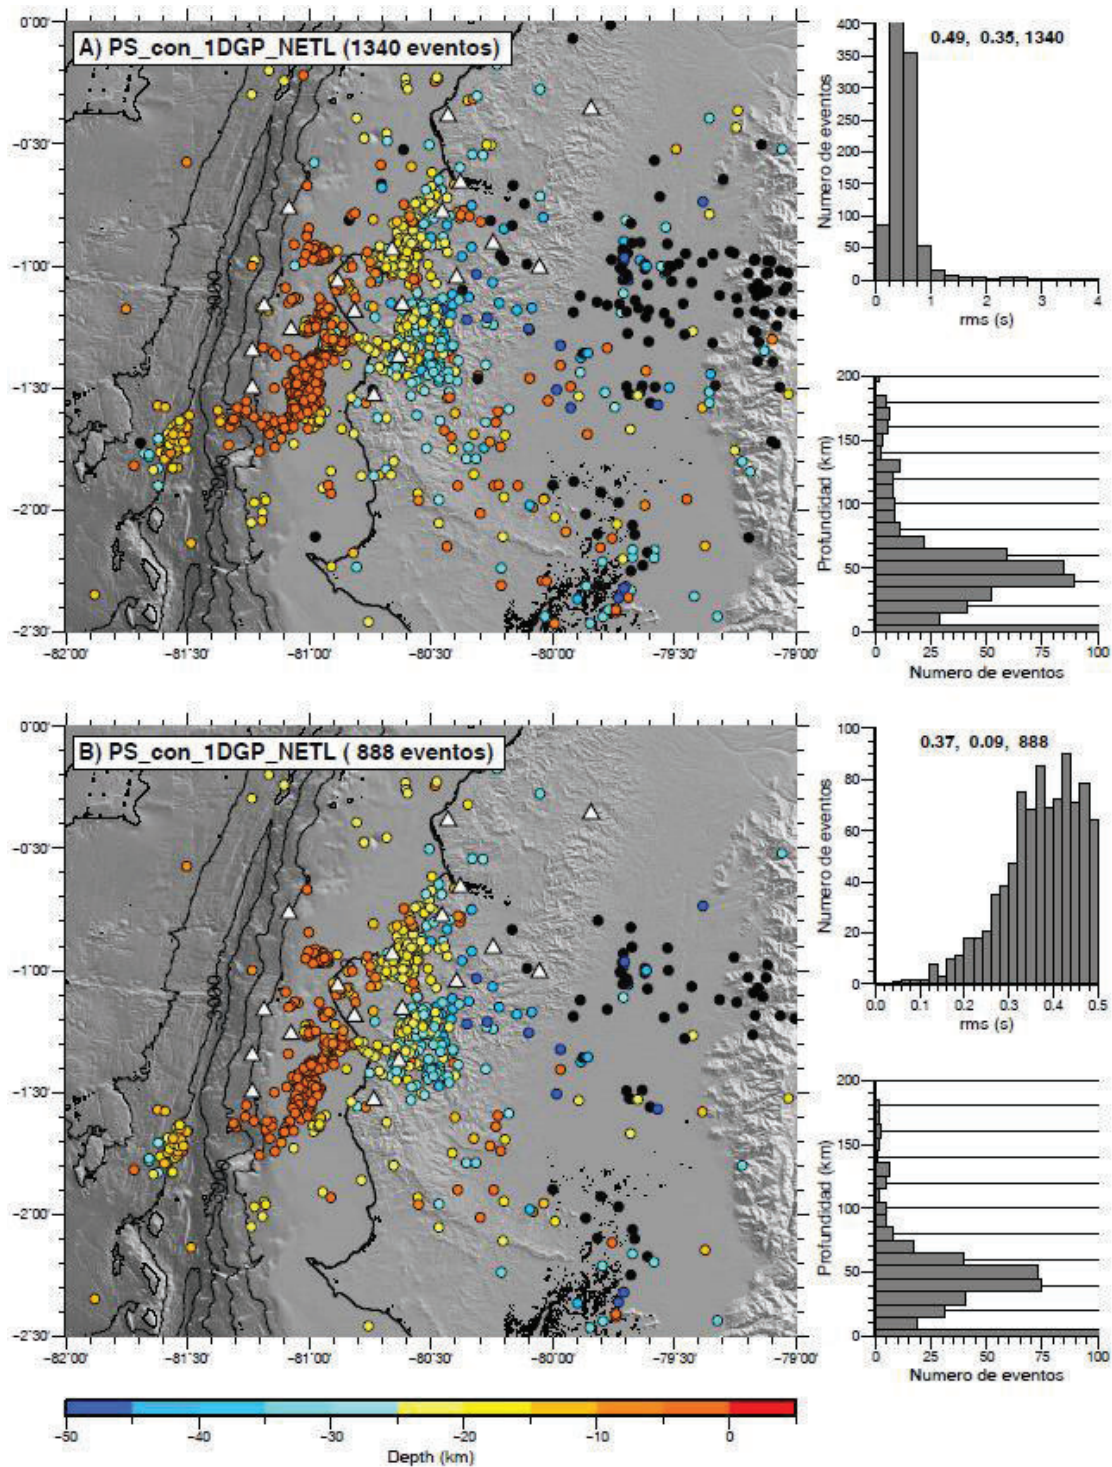 A) PS_con_1DGP_NETL (1340 eventos)
0°00'
−0°30'
−1°00'
−1°30'
−2°00'
−2°30'
−82°00' −81°30' −81°00' −80°30' −80°00' −79°30' −79°00'
0.49, 0.35, 1340
Numero de eventos
400
350
300
250
200
150
100
50
0
0 1 2 3 4
rms (s)
Profundidad (km)
200
150
100
50
0
0 25 50 75 100
Numero de eventos
B) PS_con_1DGP_NETL ( 888 eventos)
0°00'
−0°30'
−1°00'
−1°30'
−2°00'
−2°30'
−82°00' −81°30' −81°00' −80°30' −80°00' −79°30' −79°00'
0.37, 0.09, 888
Numero de eventos
100
80
60
40
20
0
0.0 0.1 0.2 0.3 0.4 0.5
rms (s)
Profundidad (km)
200
150
100
50
0
0 25 50 75 100
Numero de eventos
−50 −40 −30 −20 −10 0
Depth (km)